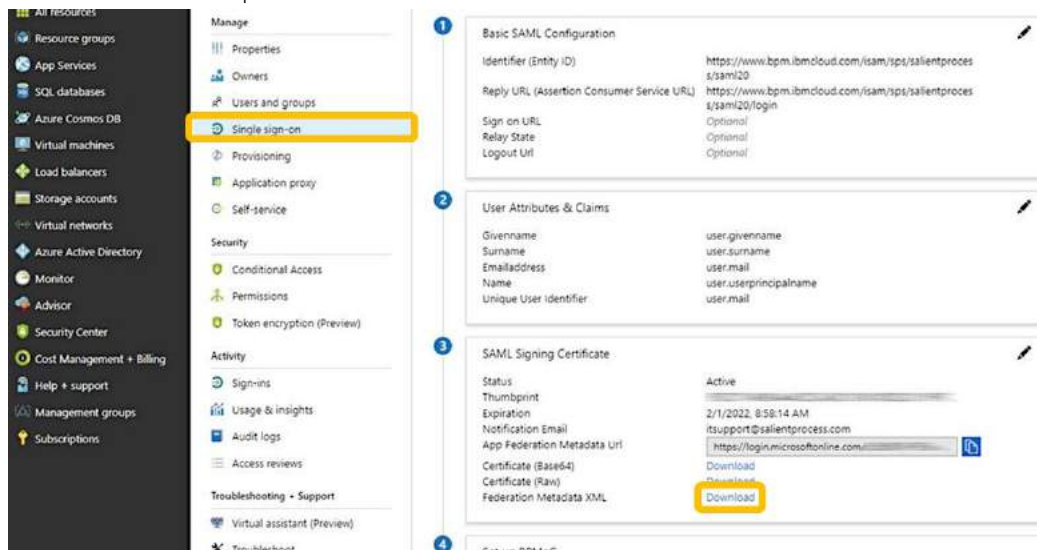 All resources
Resource groups
App Services
SQL databases
Azure Cosmos DB
Virtual machines
Load balancers
Storage accounts
Virtual networks
Azure Active Directory
Monitor
Advisor
Security Center
Cost Management + Billing
Help + support
Management groups
Subscriptions
Manage
Properties
Owners
Users and groups
Single sign-on
Provisioning
Application proxy
Self-service
Security
Conditional Access
Permissions
Token encryption (Preview)
Activity
Sign-ins
Usage & insights
Audit logs
Access reviews
Troubleshooting + Support
Virtual assistant (Preview)
Troubleshoot
1
Basic SAML Configuration
Identifier (Entity ID) https://www.bpm.ibmcloud.com/isam/sps/salientproces
s/saml20
Reply URL (Assertion Consumer Service URL) https://www.bpm.ibmcloud.com/isam/sps/salientproces
s/saml20/login
Sign on URL Optional
Relay State Optional
Logout Url Optional
2
User Attributes & Claims
Givenname user.givenname
Surname user.surname
Emailaddress user.mail
Name user.userprincipalname
Unique User Identifier user.mail
3
SAML Signing Certificate
Status Active
Thumbprint
Expiration 2/1/2022, 8:58:14 AM
Notification Email itsupport@salientprocess.com
App Federation Metadata Url https://login.microsoftonline.com/
Certificate (Base64) Download
Certificate (Raw) Download
Federation Metadata XML Download
4